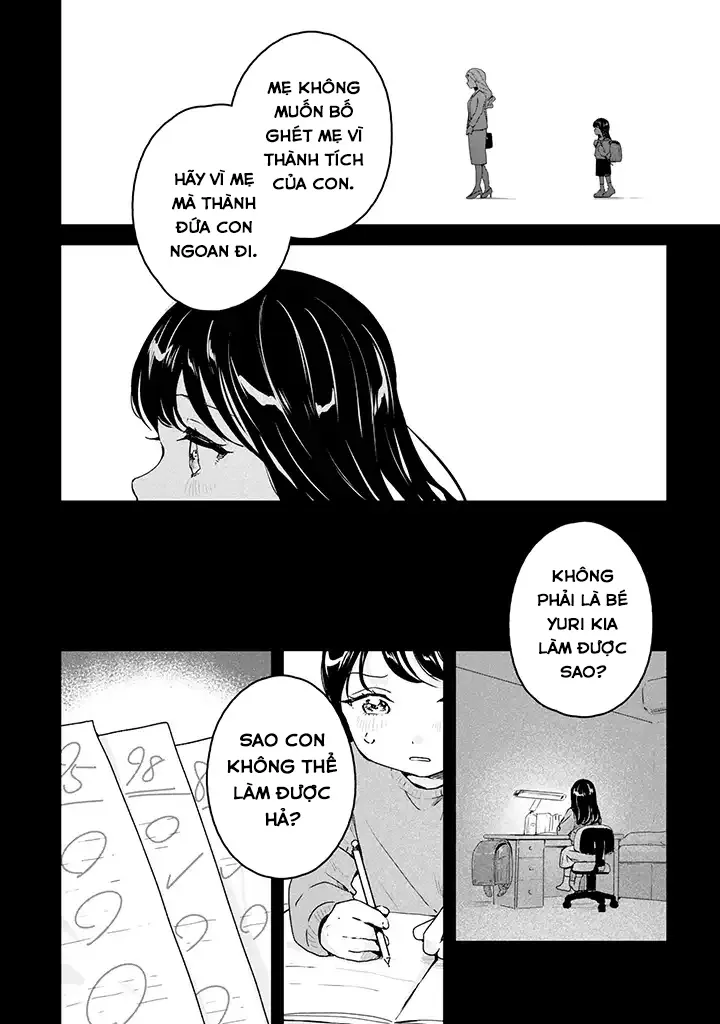 MẸ KHÔNG
MUỐN BỐ
GHÉT MẸ VÌ
THÀNH TÍCH
CỦA CON.
HÃY VÌ MẸ
MÀ THÀNH
ĐỨA CON
NGOAN ĐI.
KHÔNG
PHẢI LÀ BÉ
YURI KIA
LÀM ĐƯỢC
SAO?
SAO CON
KHÔNG THỂ
LÀM ĐƯỢC
HẢ?
95
98